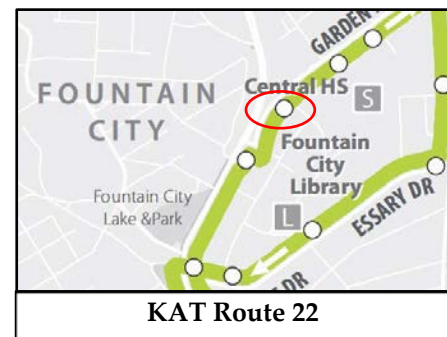 GARDEN
FOUNTAIN
CITY
Central HS
S
Fountain
City
Library
Fountain City
Lake &Park
L
ESSARY DR
DR
KAT Route 22